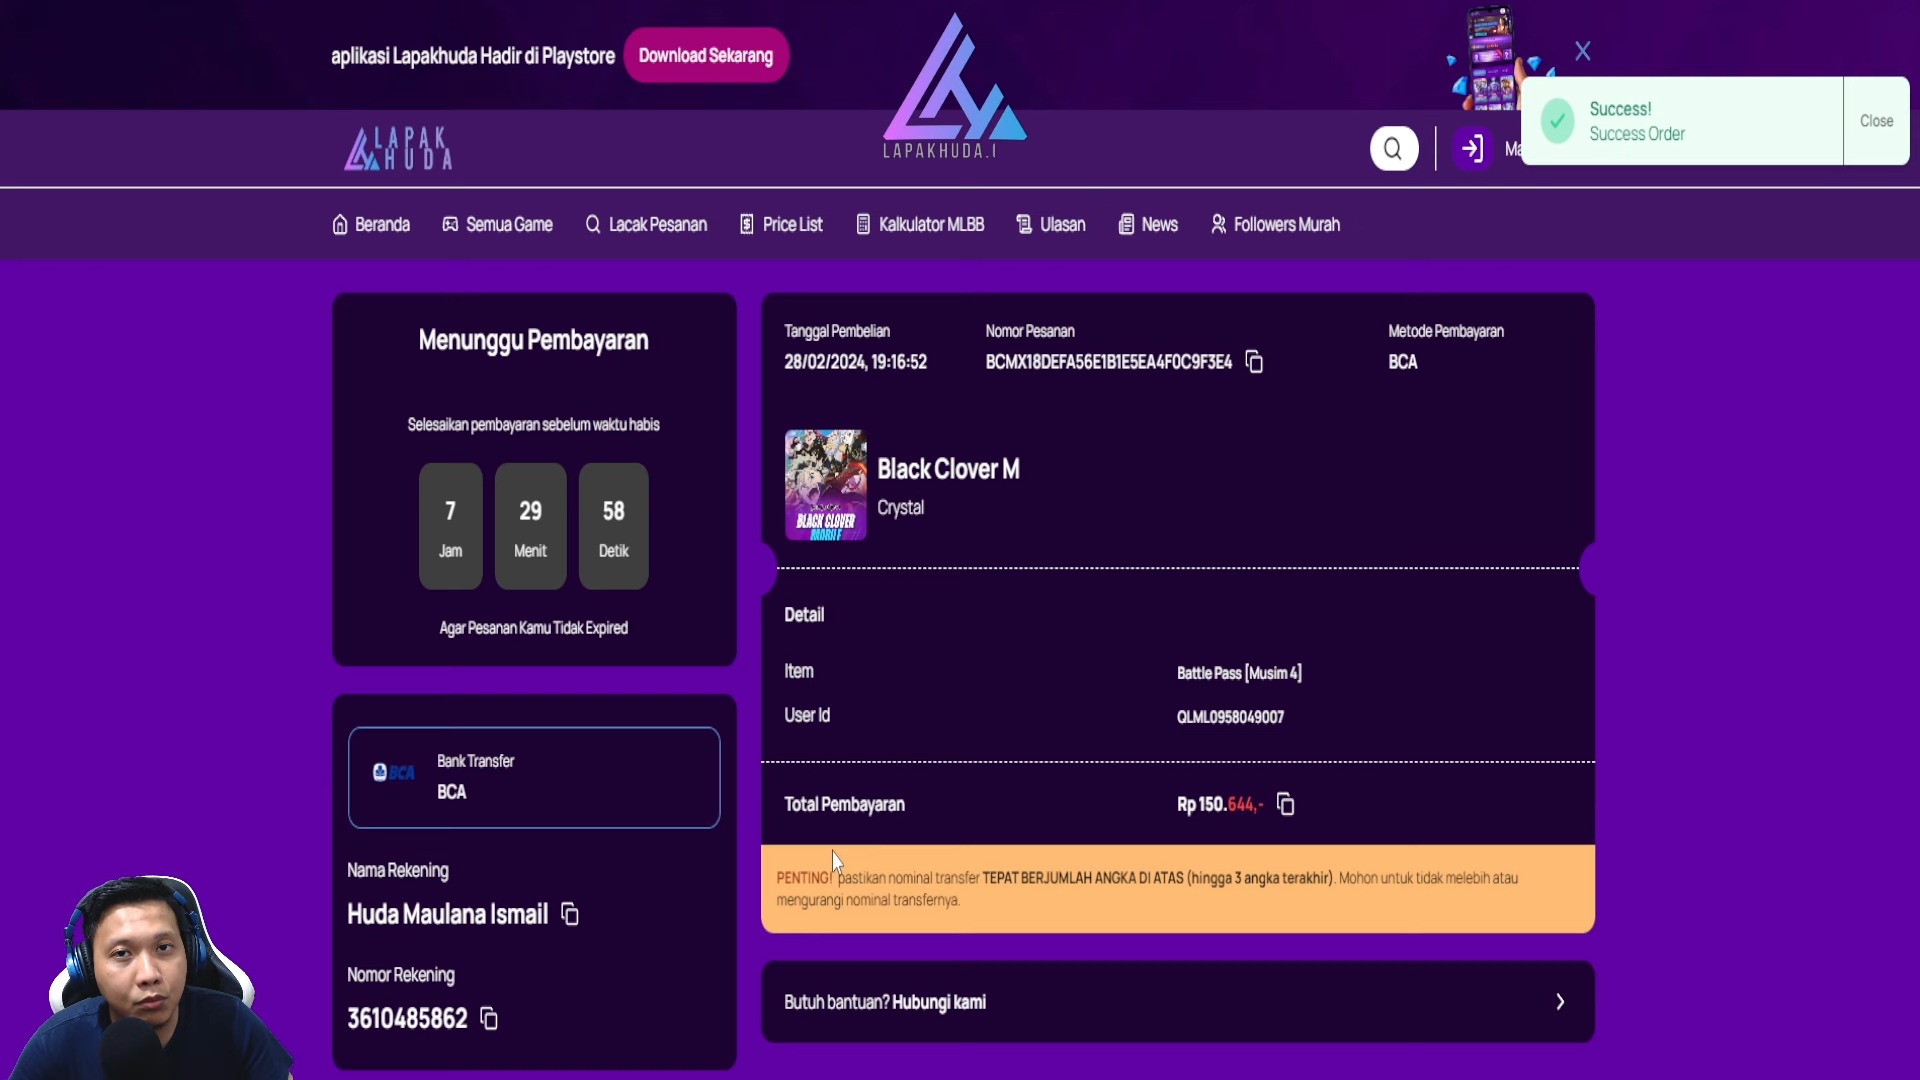 aplikasi Lapakhuda Hadir di Playstore
Download Sekarang
LAPAKHUDA.I
LAPAK
HUDA
Success!
Success Order
Close
Beranda
Semua Game
Lacak Pesanan
Price List
Kalkulator MLBB
Ulasan
News
Followers Murah
Menunggu Pembayaran
Selesaikan pembayaran sebelum waktu habis
7
29
58
Jam
Menit
Detik
Agar Pesanan Kamu Tidak Expired
Bank Transfer
BCA
BCA
Nama Rekening
Huda Maulana Ismail
Nomor Rekening
3610485862
Tanggal Pembelian
Nomor Pesanan
Metode Pembayaran
28/02/2024, 19:16:52
BCMX18DEFA56E1B1E5EA4F0C9F3E4
BCA
Black Clover M
Crystal
BLACK CLOVER
MOBILE
Detail
Item
Battle Pass [Musim 4]
User Id
QLML0958049007
Total Pembayaran
Rp 150.644,-
PENTING! pastikan nominal transfer TEPAT BERJUMLAH ANGKA DI ATAS (hingga 3 angka terakhir). Mohon untuk tidak melebih atau
mengurangi nominal transfernya.
Butuh bantuan? Hubungi kami